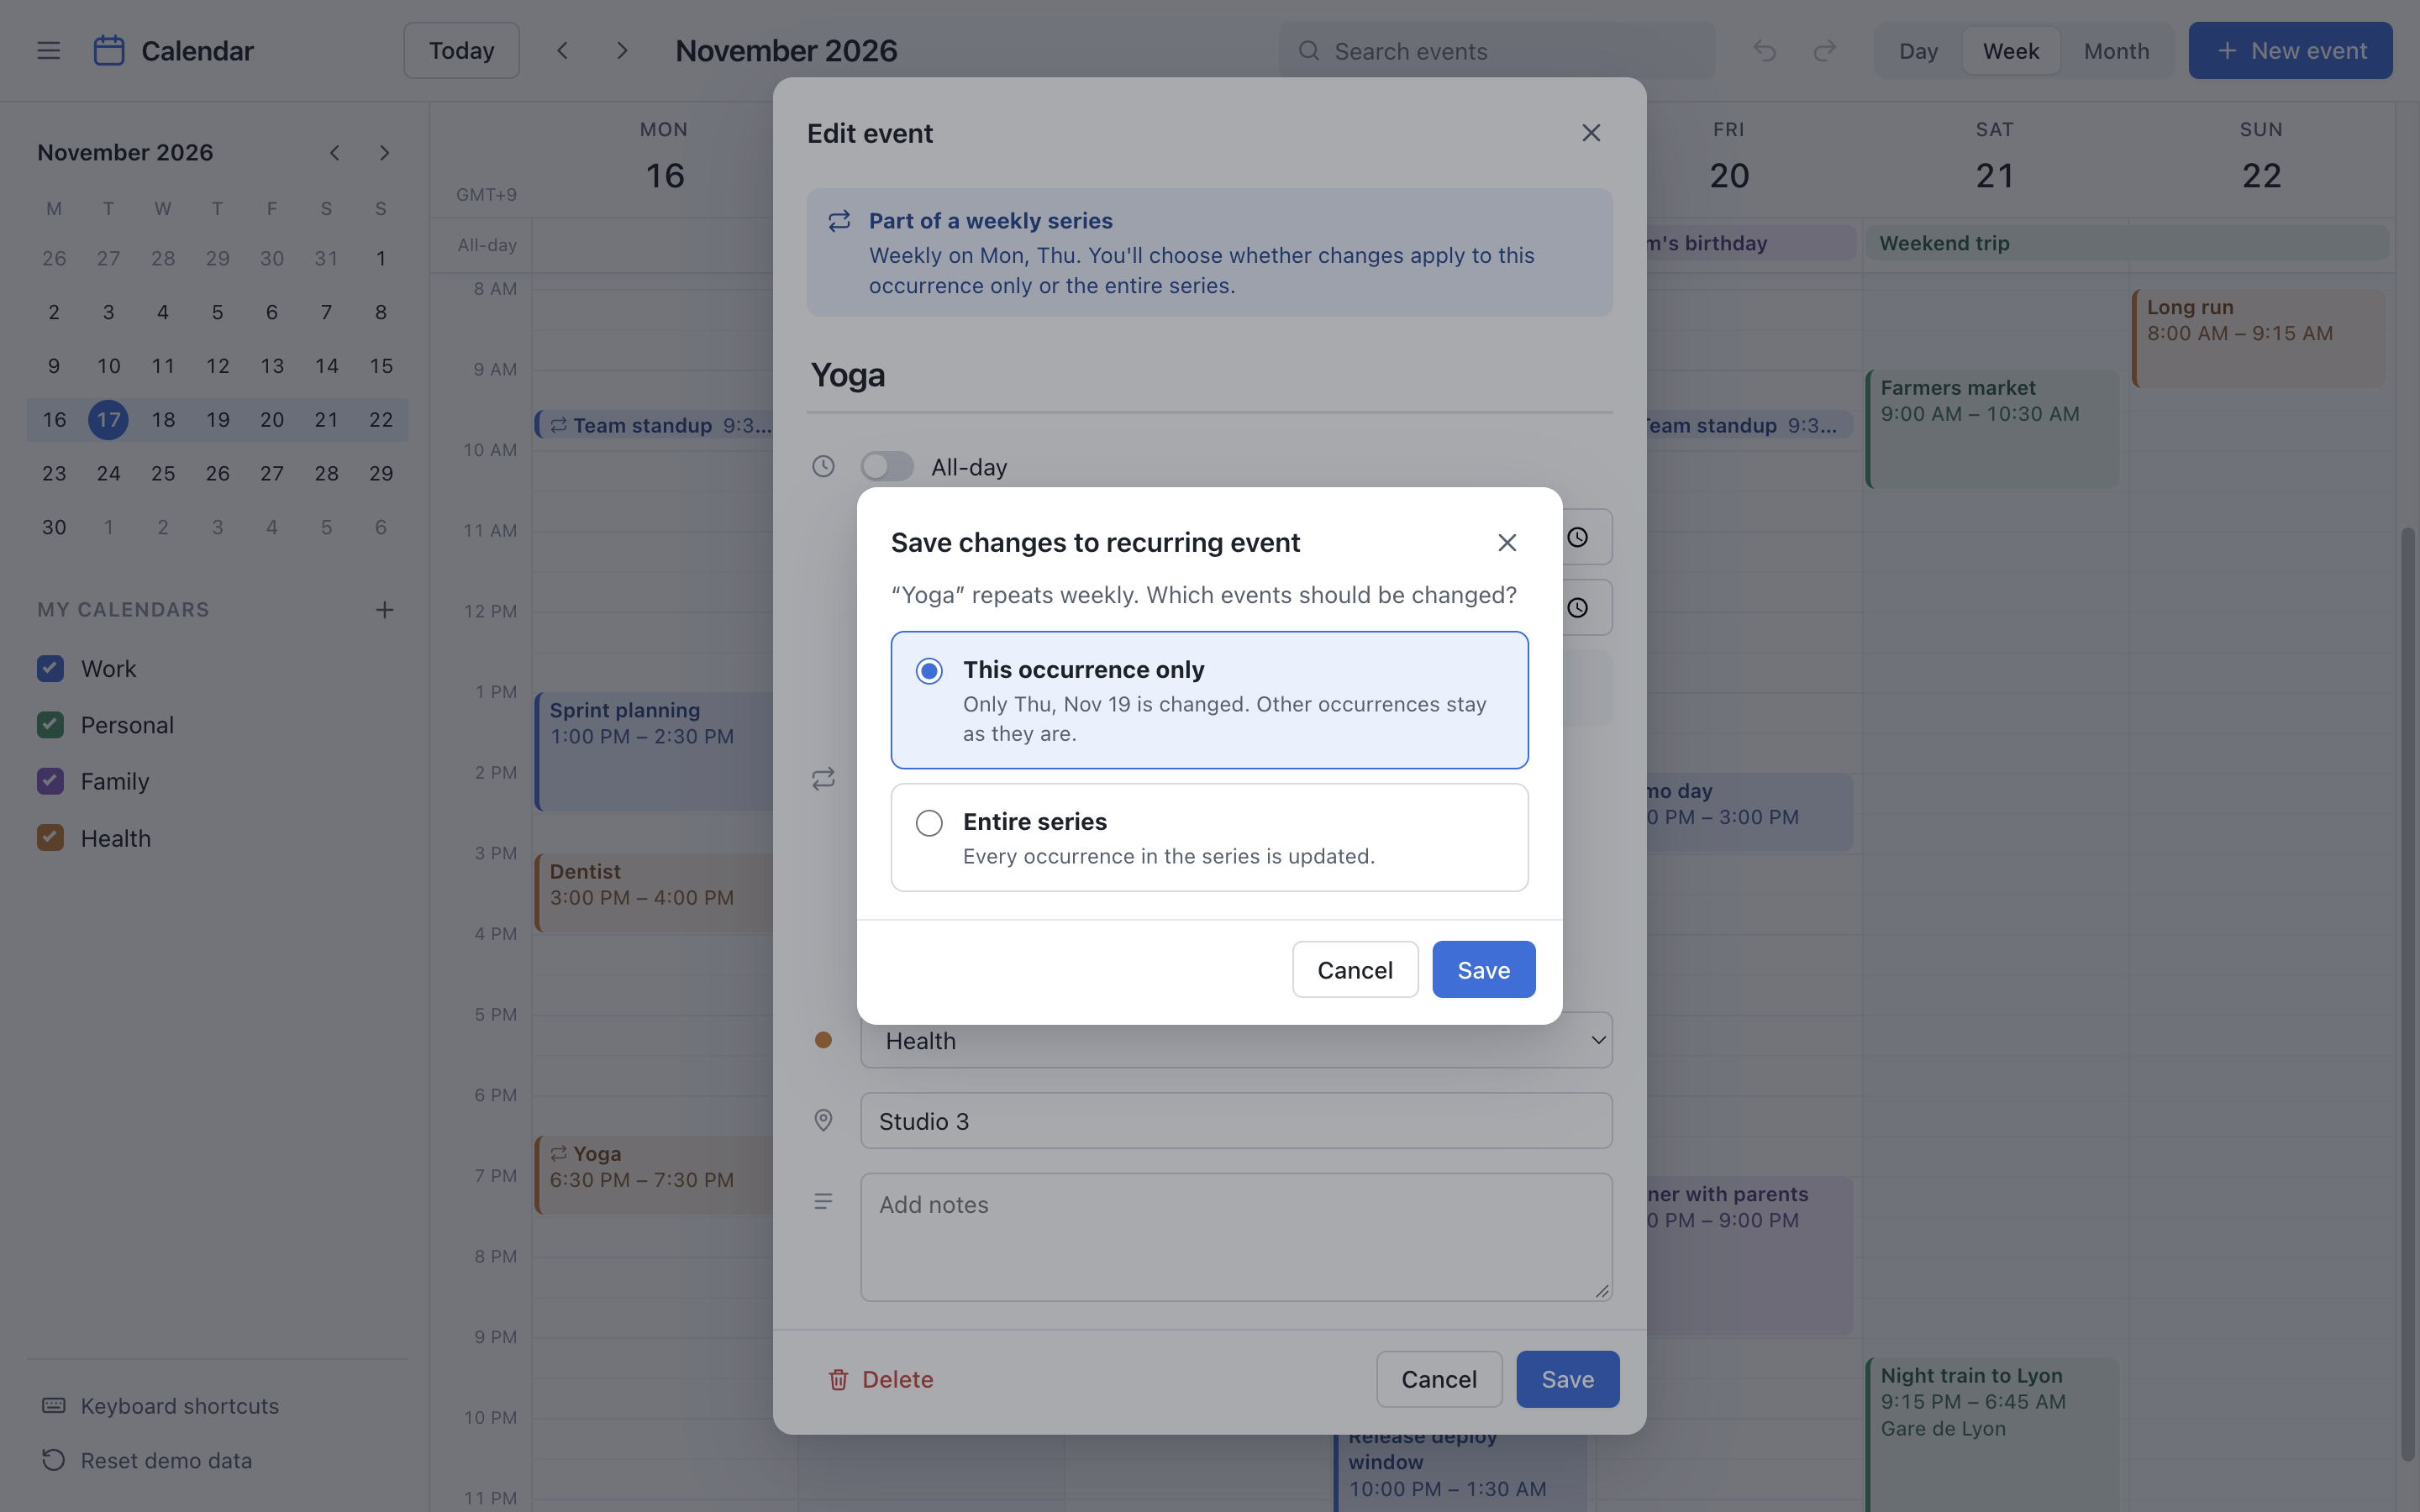 Calendar
Today
November 2026
Search events
Day
Week
Month
New event
November 2026
M T W T F S S
26 27 28 29 30 31 1
2 3 4 5 6 7 8
9 10 11 12 13 14 15
16 17 18 19 20 21 22
23 24 25 26 27 28 29
30 1 2 3 4 5 6
MY CALENDARS
Work
Personal
Family
Health
Keyboard shortcuts
Reset demo data
GMT+9
MON
16
FRI
20
SAT
21
SUN
22
All-day
m's birthday
Weekend trip
8 AM
9 AM
10 AM
11 AM
12 PM
1 PM
2 PM
3 PM
4 PM
5 PM
6 PM
7 PM
8 PM
9 PM
10 PM
11 PM
Team standup 9:3...
Sprint planning
1:00 PM – 2:30 PM
Dentist
3:00 PM – 4:00 PM
Yoga
6:30 PM – 7:30 PM
Edit event
Part of a weekly series
Weekly on Mon, Thu. You'll choose whether changes apply to this
occurrence only or the entire series.
Yoga
All-day
Save changes to recurring event
“Yoga” repeats weekly. Which events should be changed?
This occurrence only
Only Thu, Nov 19 is changed. Other occurrences stay
as they are.
Entire series
Every occurrence in the series is updated.
Cancel
Save
Health
Studio 3
Add notes
Delete
Cancel
Save
Release deploy
window
10:00 PM – 1:30 AM
Team standup 9:3...
mo day
0 PM – 3:00 PM
ner with parents
0 PM – 9:00 PM
Farmers market
9:00 AM – 10:30 AM
Night train to Lyon
9:15 PM – 6:45 AM
Gare de Lyon
Long run
8:00 AM – 9:15 AM